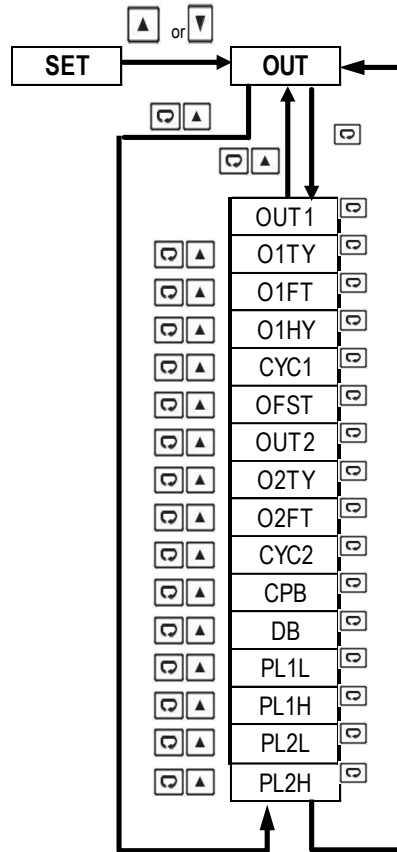 or
SET
OUT
OUT1
O1TY
O1FT
O1HY
CYC1
OFST
OUT2
O2TY
O2FT
CYC2
CPB
DB
PL1L
PL1H
PL2L
PL2H